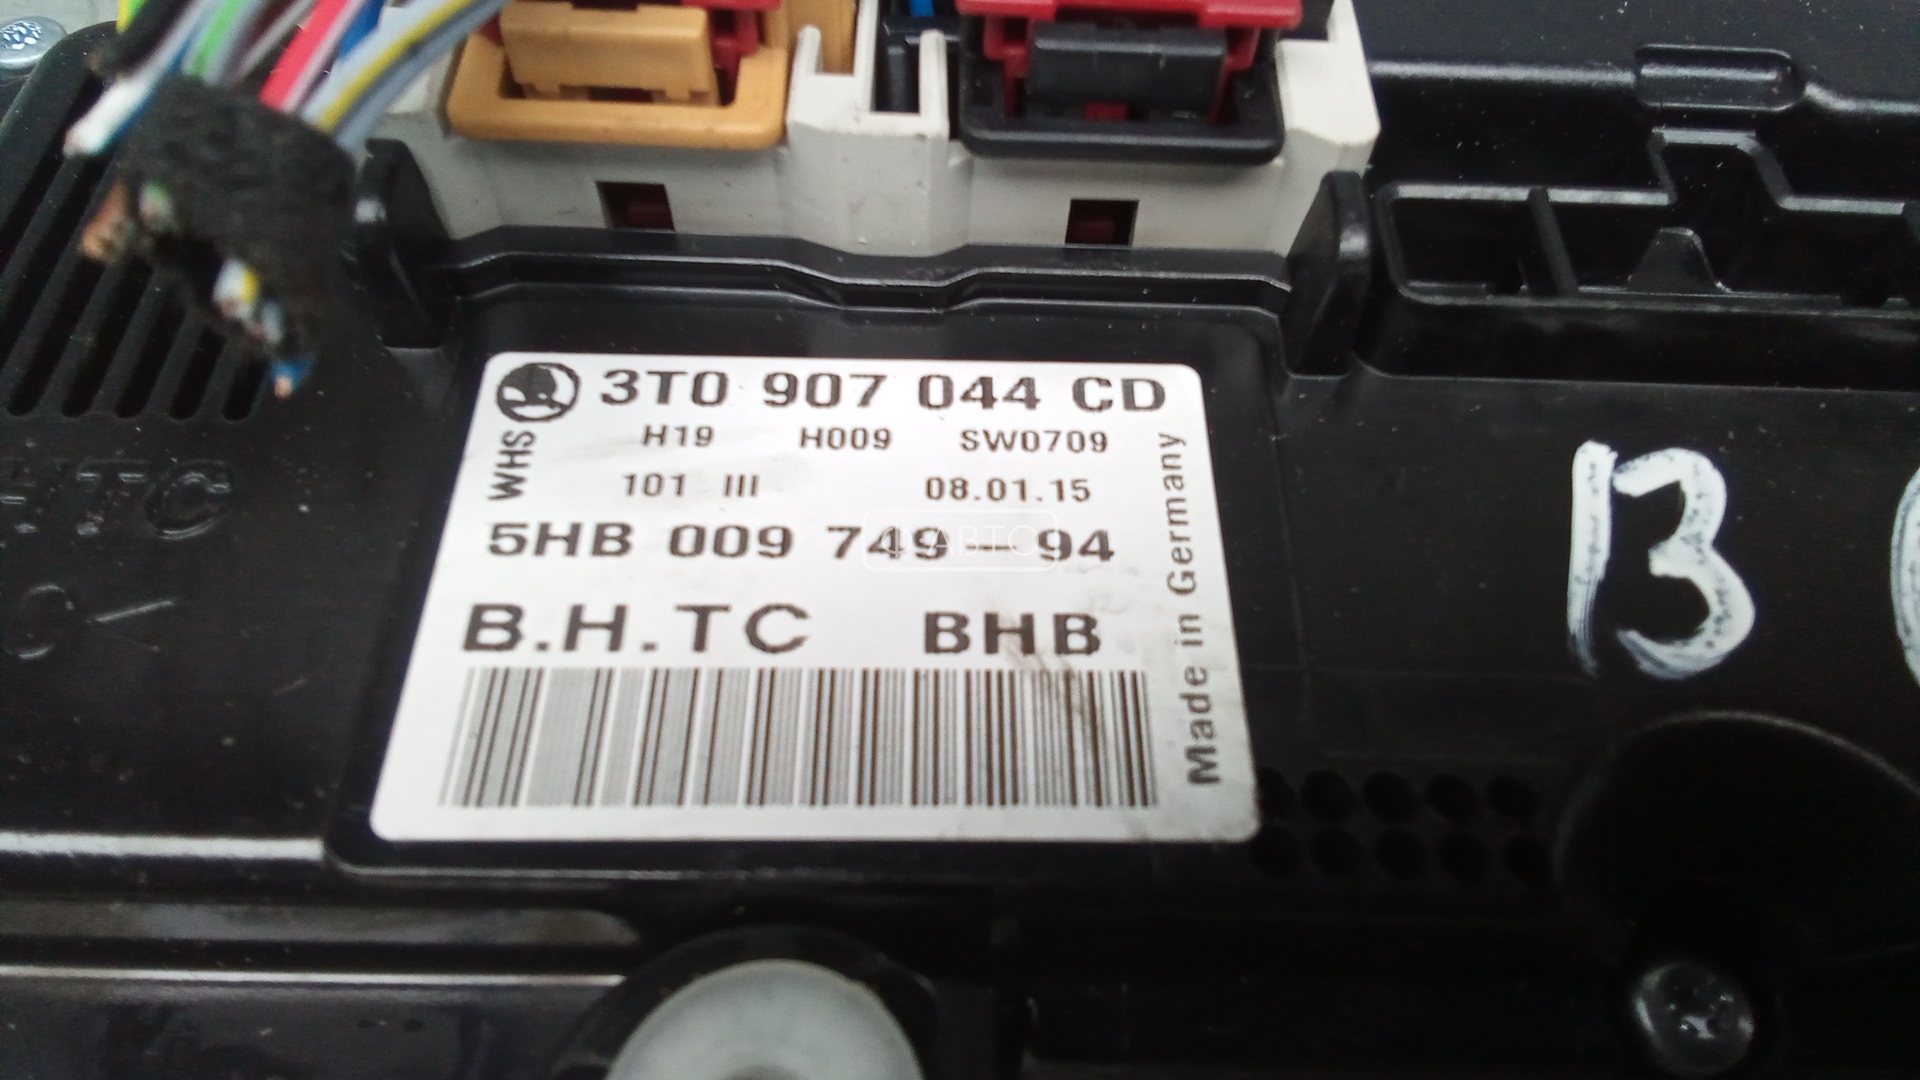 3T0 907 044 CD
WHS
H19 H009 SW0709
101 III 08.01.15
5HB 009 749-94
B.H.TC BHB
Made in Germany
HTC
B